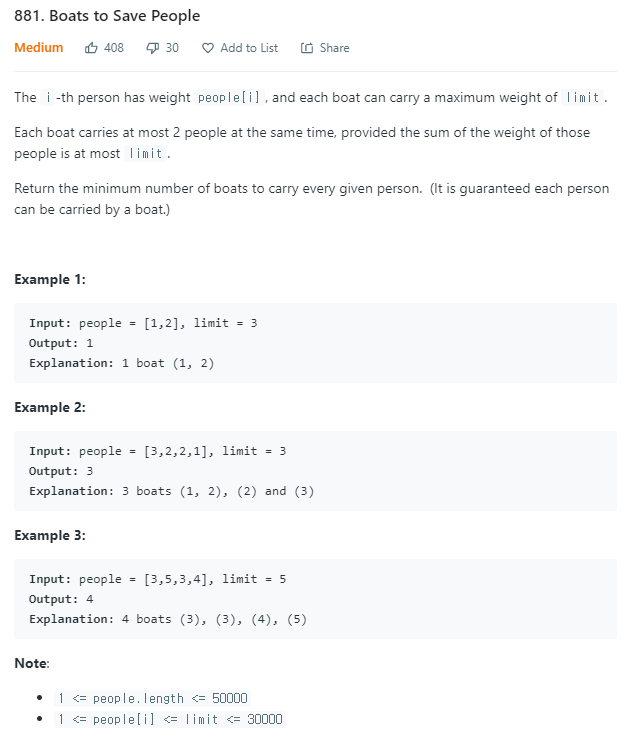 881. Boats to Save People
Medium 408 30 Add to List Share
The i-th person has weight people[i], and each boat can carry a maximum weight of limit.
Each boat carries at most 2 people at the same time, provided the sum of the weight of those
people is at most limit.
Return the minimum number of boats to carry every given person. (It is guaranteed each person
can be carried by a boat.)
Example 1:
Input: people = [1,2], limit = 3
Output: 1
Explanation: 1 boat (1, 2)
Example 2:
Input: people = [3,2,2,1], limit = 3
Output: 3
Explanation: 3 boats (1, 2), (2) and (3)
Example 3:
Input: people = [3,5,3,4], limit = 5
Output: 4
Explanation: 4 boats (3), (3), (4), (5)
Note:
• 1 <= people.length <= 50000
• 1 <= people[i] <= limit <= 30000